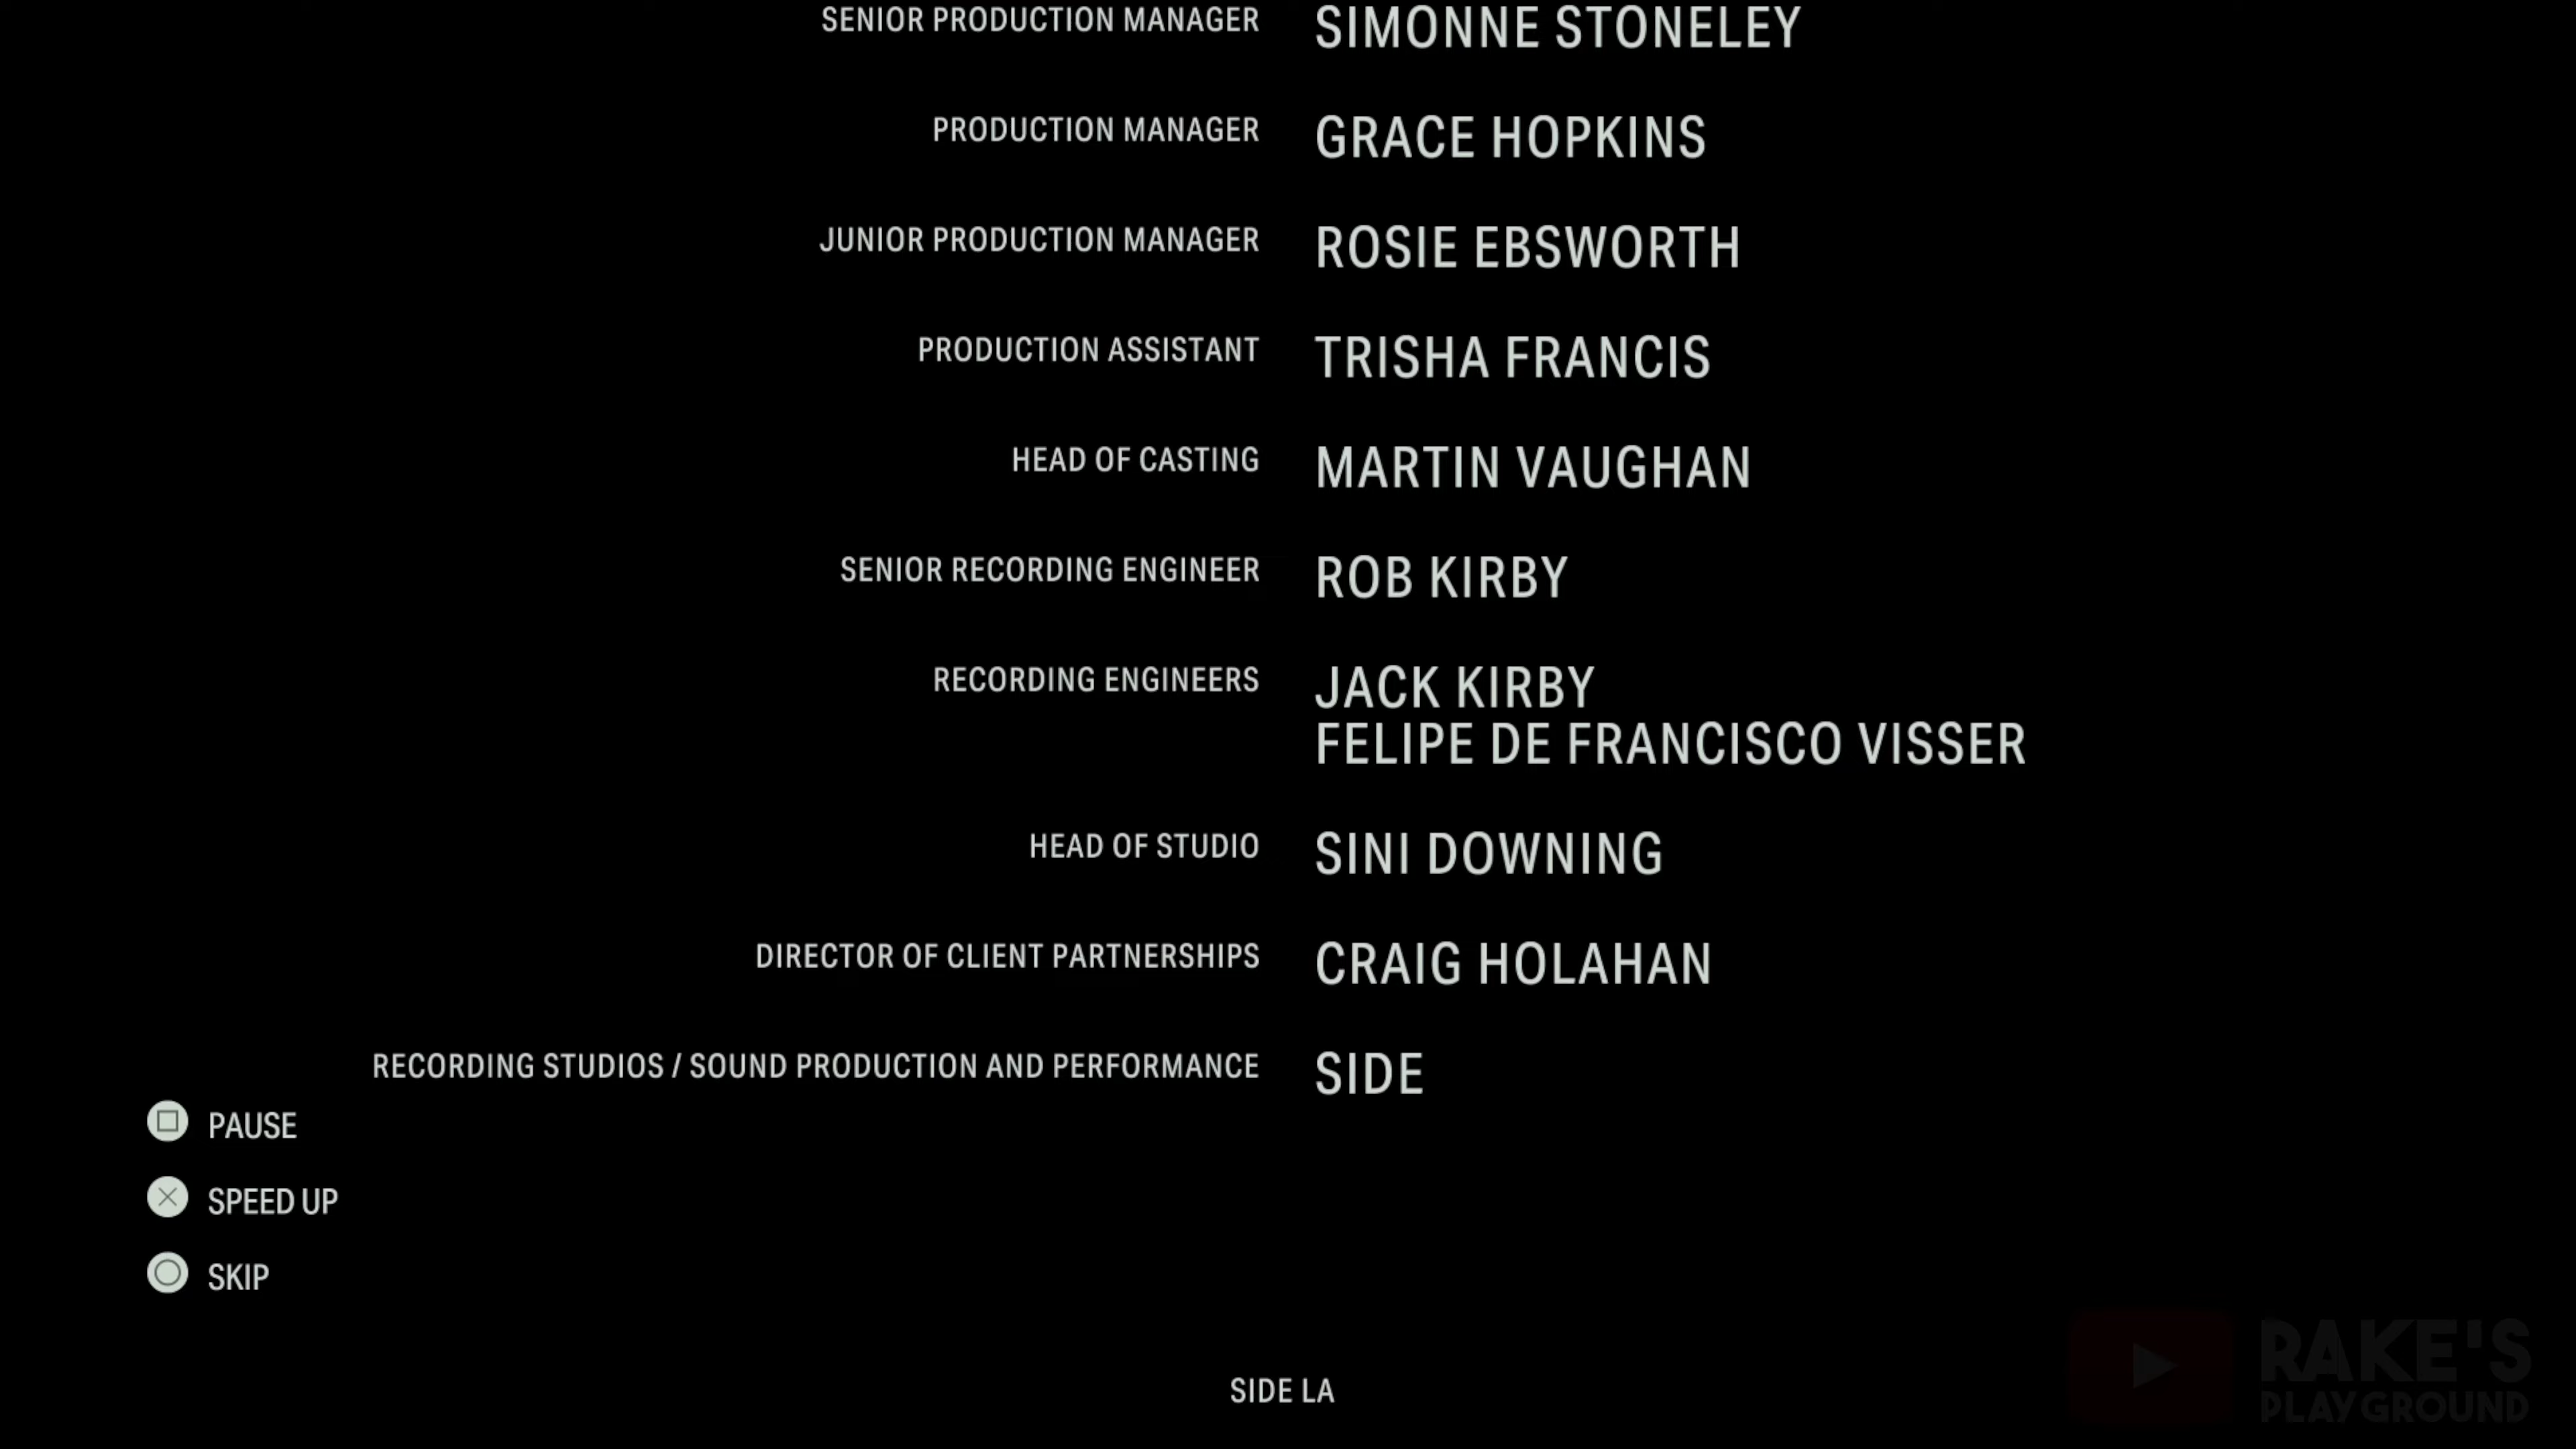 SENIOR PRODUCTION MANAGER SIMONNE STONELEY
PRODUCTION MANAGER GRACE HOPKINS
JUNIOR PRODUCTION MANAGER ROSIE EBSWORTH
PRODUCTION ASSISTANT TRISHA FRANCIS
HEAD OF CASTING MARTIN VAUGHAN
SENIOR RECORDING ENGINEER ROB KIRBY
RECORDING ENGINEERS JACK KIRBY
FELIPE DE FRANCISCO VISSER
HEAD OF STUDIO SINI DOWNING
DIRECTOR OF CLIENT PARTNERSHIPS CRAIG HOLAHAN
RECORDING STUDIOS / SOUND PRODUCTION AND PERFORMANCE SIDE
PAUSE
SPEED UP
SKIP
SIDE LA
RAKE'S
PLAYGROUND